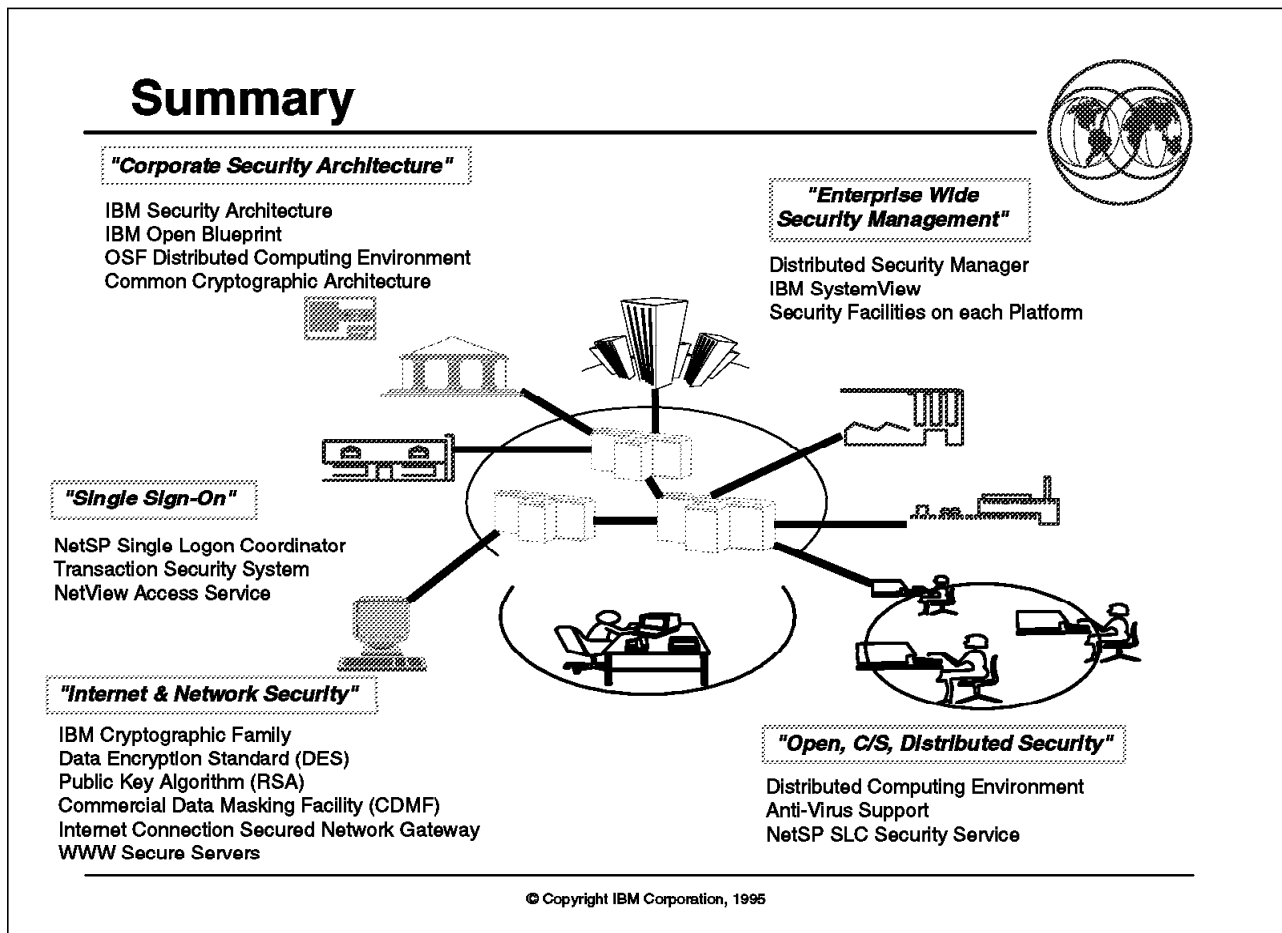 Summary
"Corporate Security Architecture"
IBM Security Architecture
IBM Open Blueprint
OSF Distributed Computing Environment
Common Cryptographic Architecture
"Enterprise Wide
Security Management"
Distributed Security Manager
IBM SystemView
Security Facilities on each Platform
"Single Sign-On"
NetSP Single Logon Coordinator
Transaction Security System
NetView Access Service
"Internet & Network Security"
IBM Cryptographic Family
Data Encryption Standard (DES)
Public Key Algorithm (RSA)
Commercial Data Masking Facility (CDMF)
Internet Connection Secured Network Gateway
WWW Secure Servers
"Open, C/S, Distributed Security"
Distributed Computing Environment
Anti-Virus Support
NetSP SLC Security Service
© Copyright IBM Corporation, 1995